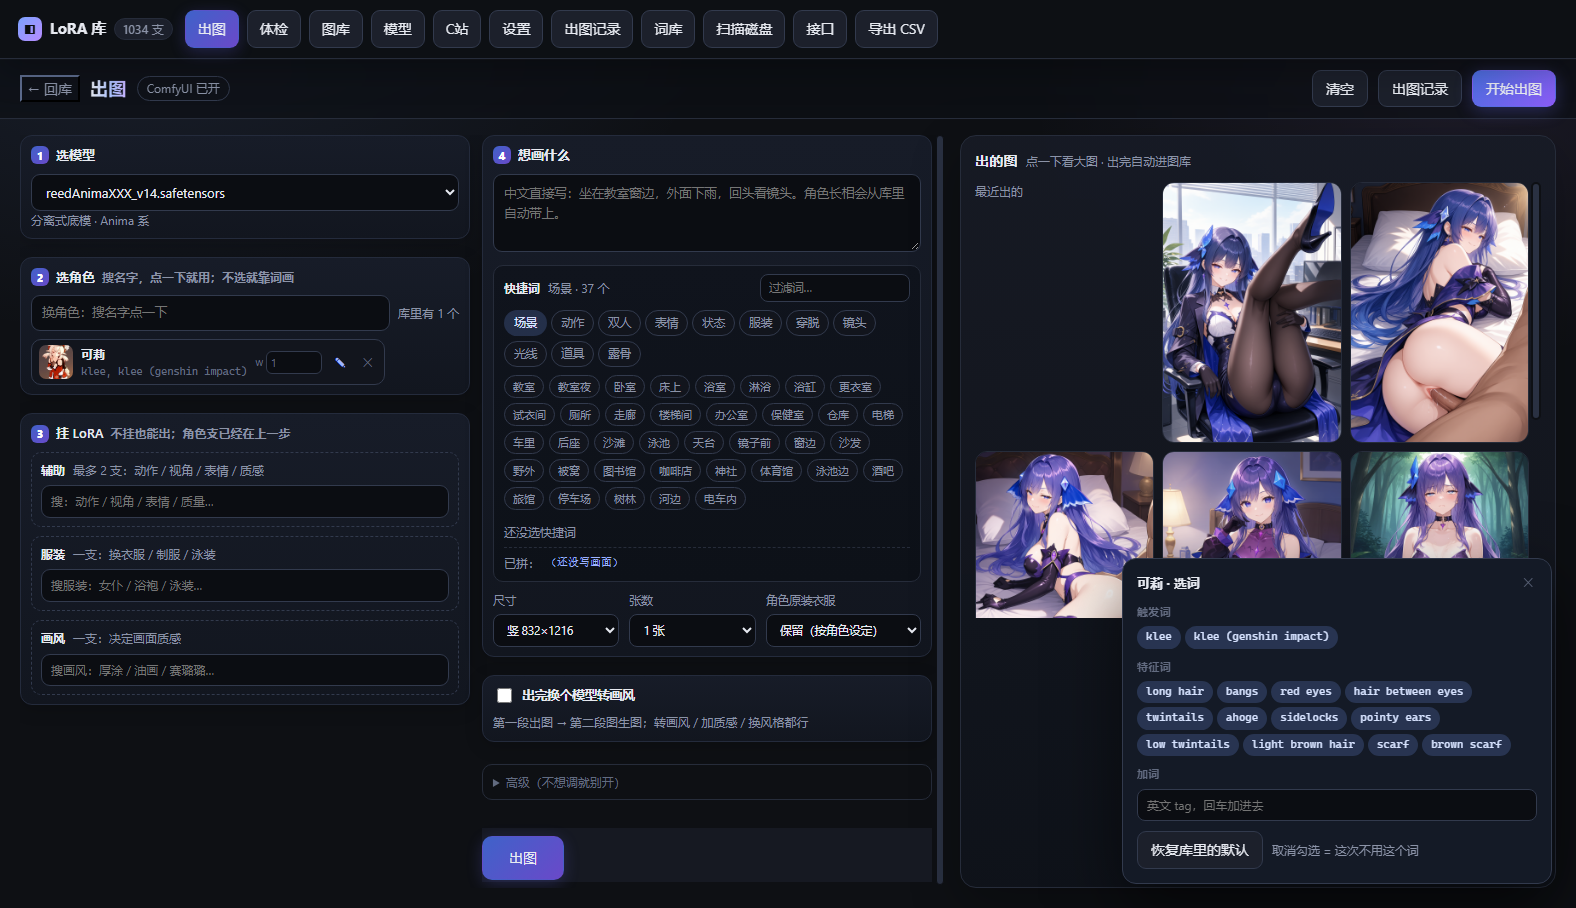 LoRA 库 1034 支 出图 体检 图库 模型 C站 设置 出图记录 词库 扫描磁盘 接口 导出 CSV
← 回库 出图 ComfyUI 已开 清空 出图记录 开始出图
1 选模型
reedAnimaXXX_v14.safetensors
分离式底模 · Anima 系
2 选角色 搜名字，点一下就用；不选就靠词画
换角色：搜名字点一下 库里有 1 个
可莉
klee, klee (genshin impact) w 1
3 挂 LoRA 不挂也能出；角色支已经在上一步
辅助 最多 2 支：动作 / 视角 / 表情 / 质感
搜：动作 / 视角 / 表情 / 质量...
服装 一支：换衣服 / 制服 / 泳装
搜服装：女仆 / 浴袍 / 泳装...
画风 一支：决定画面质感
搜画风：厚涂 / 油画 / 赛璐璐...
4 想画什么
中文直接写：坐在教室窗边，外面下雨，回头看镜头。角色长相会从库里
自动带上。
快捷词 场景 · 37 个 过滤词...
场景 动作 双人 表情 状态 服装 穿脱 镜头
光线 道具 露骨
教室 教室夜 卧室 床上 浴室 淋浴 浴缸 更衣室
试衣间 厕所 走廊 楼梯间 办公室 保健室 仓库 电梯
车里 后座 沙滩 泳池 天台 镜子前 窗边 沙发
野外 被窝 图书馆 咖啡店 神社 体育馆 泳池边 酒吧
旅馆 停车场 树林 河边 电车内
还没选快捷词
已拼： （还没写画面）
尺寸 张数 角色原装衣服
竖 832×1216 1 张 保留（按角色设定）
出完换个模型转画风
第一段出图 → 第二段图生图；转画风 / 加质感 / 换风格都行
高级（不想调就别开）
出图
出的图 点一下看大图 · 出完自动进图库
最近出的
可莉 · 选词
触发词
klee klee (genshin impact)
特征词
long hair bangs red eyes hair between eyes
twintails ahoge sidelocks pointy ears
low twintails light brown hair scarf brown scarf
加词
英文 tag，回车加进去
恢复库里的默认 取消勾选 = 这次不用这个词